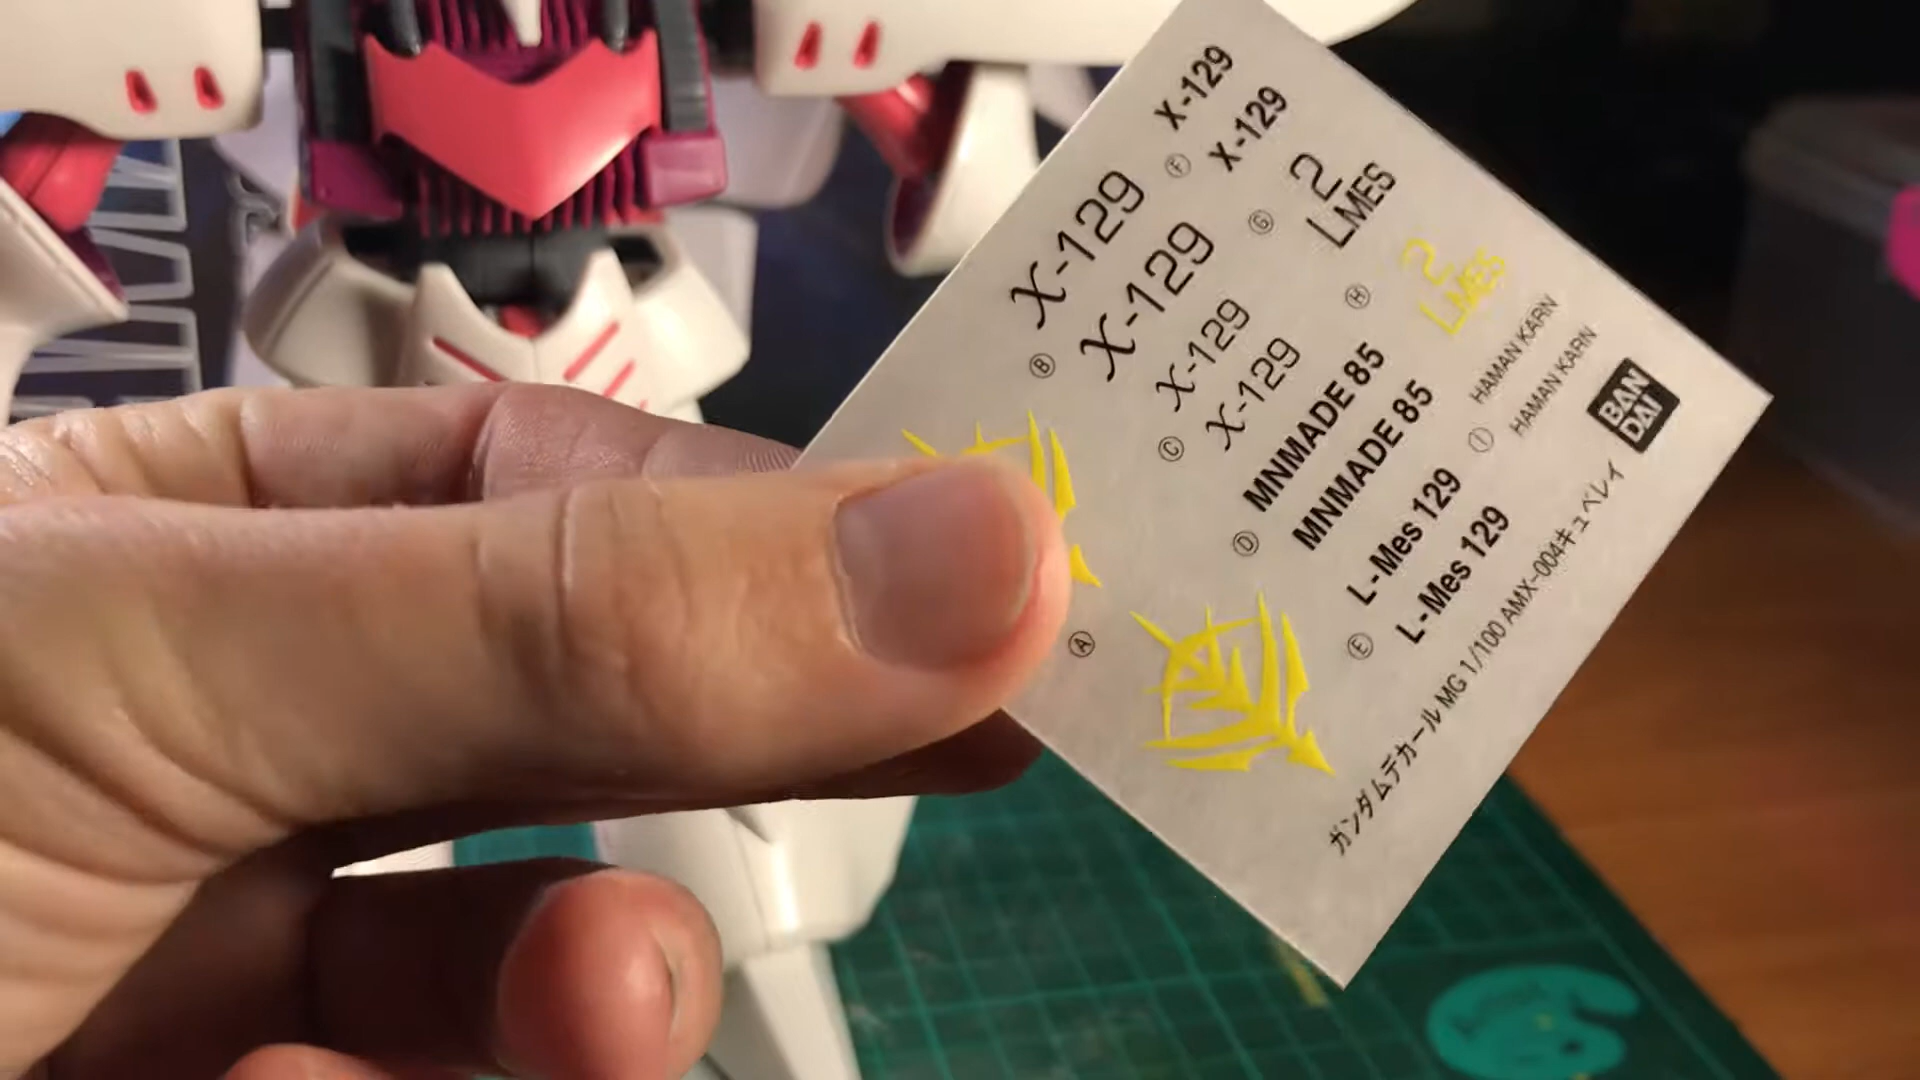 X-129
X-129
Ⓕ
X-129
X-129
Ⓑ
2
LMES
Ⓖ
2
LMES
Ⓗ
X-129
X-129
Ⓒ
MNMADE 85
MNMADE 85
Ⓓ
HAMAN KARN
HAMAN KARN
Ⓘ
L-Mes 129
L-Mes 129
Ⓔ
Ⓐ
BAN
DAI
ガンダムデカール MG 1/100 AMX-004キュベレイ